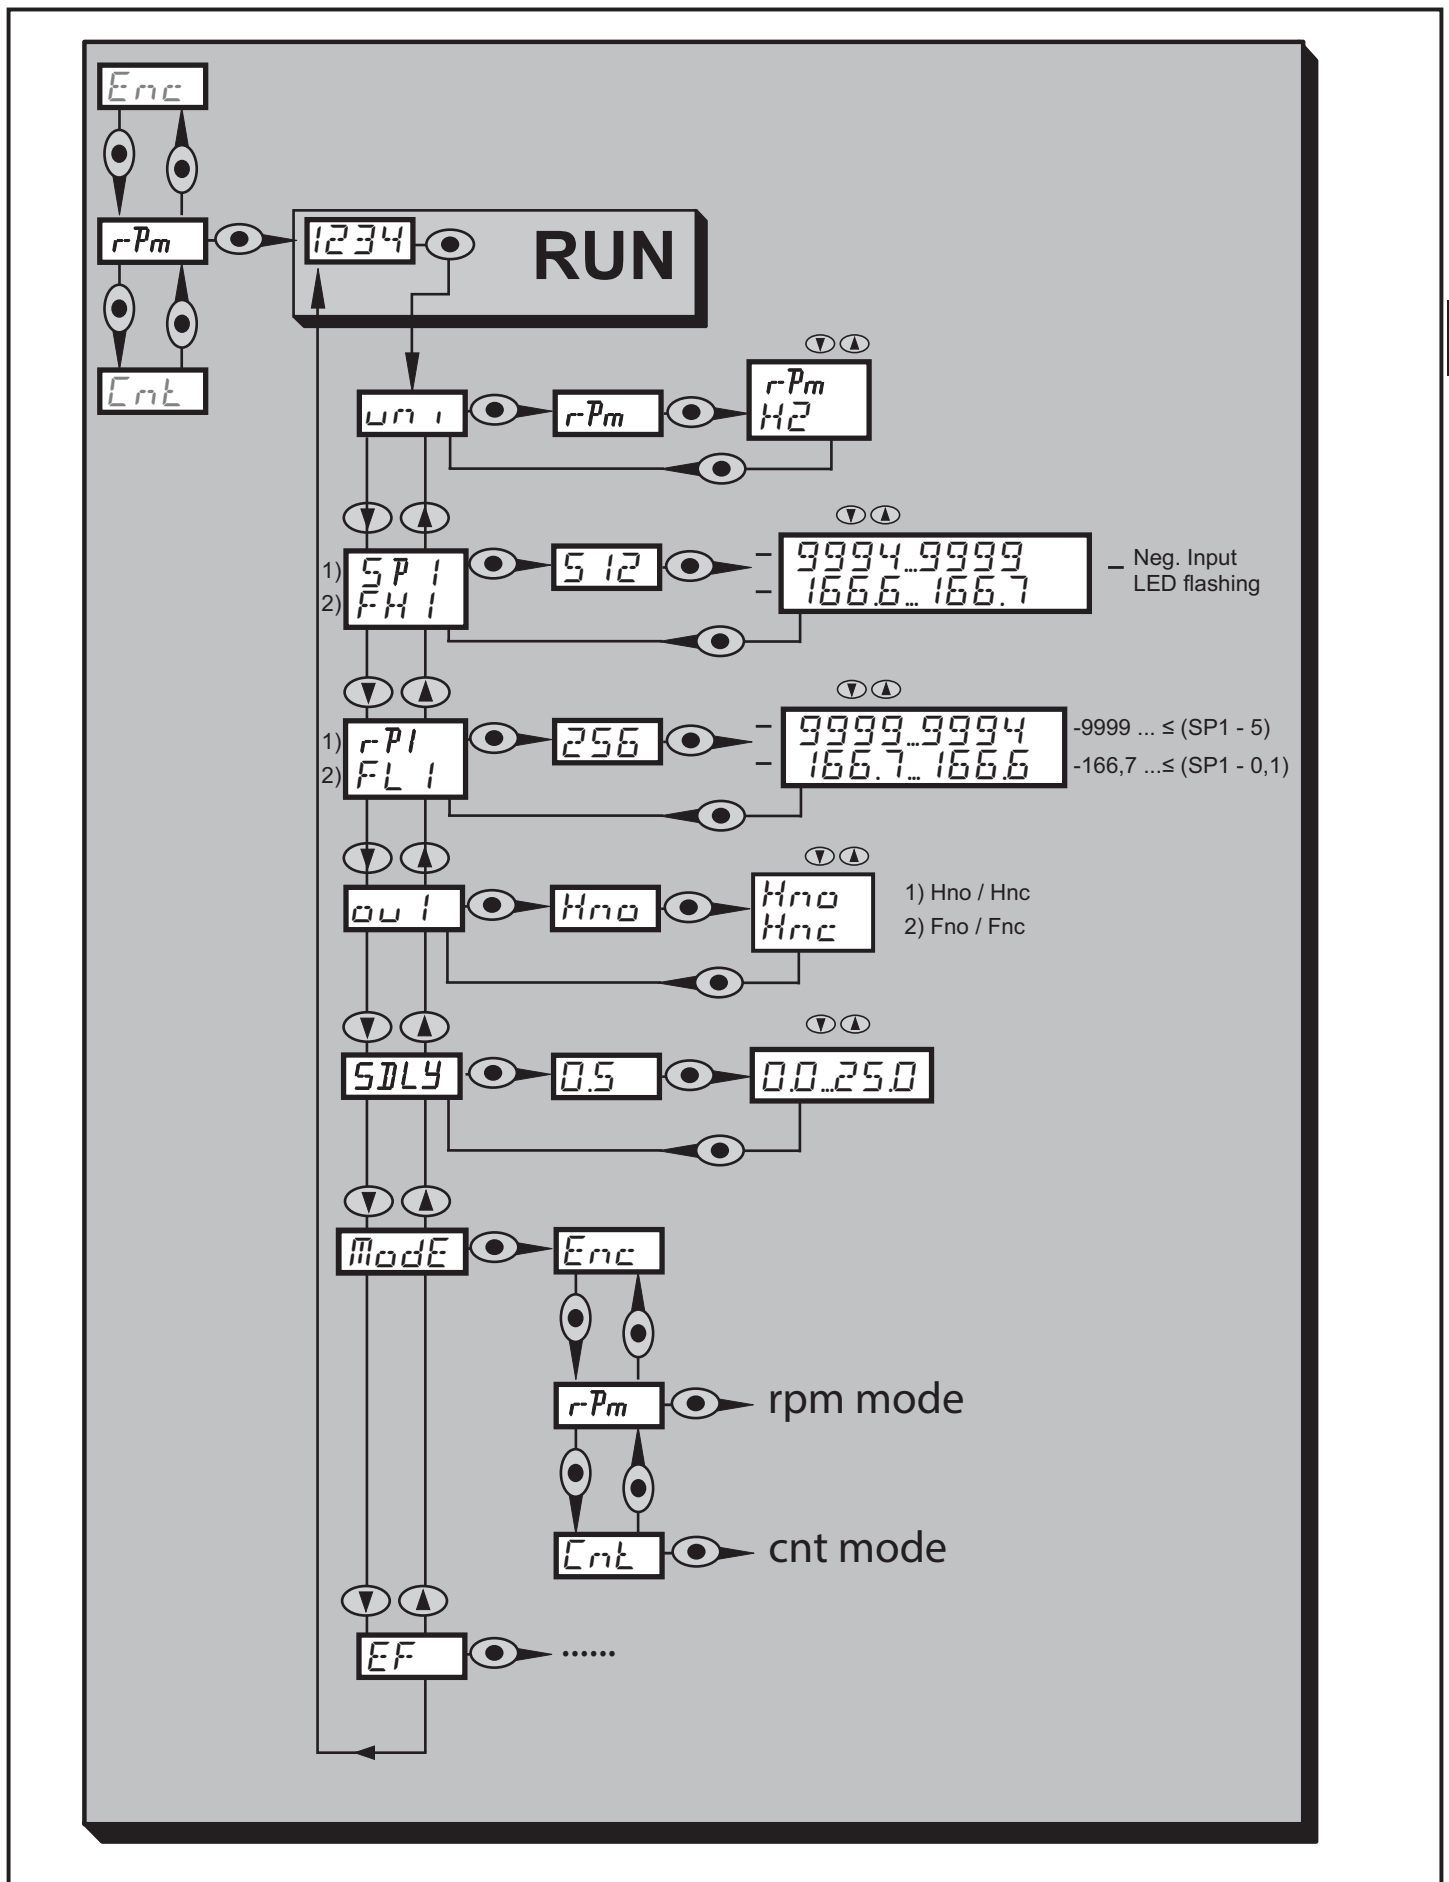 Enc
rPm
1234
RUN
Cnt
uni
rPm
rPm
HZ
1)
SP1
2)
FH1
512
– 9994...9999
– 166.6...166.7
– Neg. Input
LED flashing
1)
rP1
2)
FL1
256
– 9999...9994
– 166.7...166.6
-9999 ... ≤ (SP1 - 5)
-166,7 ...≤ (SP1 - 0,1)
ou1
Hno
Hno
Hnc
1) Hno / Hnc
2) Fno / Fnc
SDLY
0.5
0.0...25.0
ModE
Enc
rPm
rpm mode
Cnt
cnt mode
EF
......